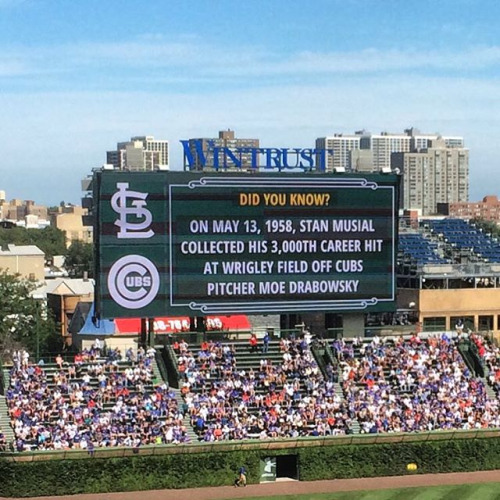 WINTRUST
STL
DID YOU KNOW?
ON MAY 13, 1958, STAN MUSIAL
COLLECTED HIS 3,000TH CAREER HIT
AT WRIGLEY FIELD OFF CUBS
PITCHER MOE DRABOWSKY
CUBS